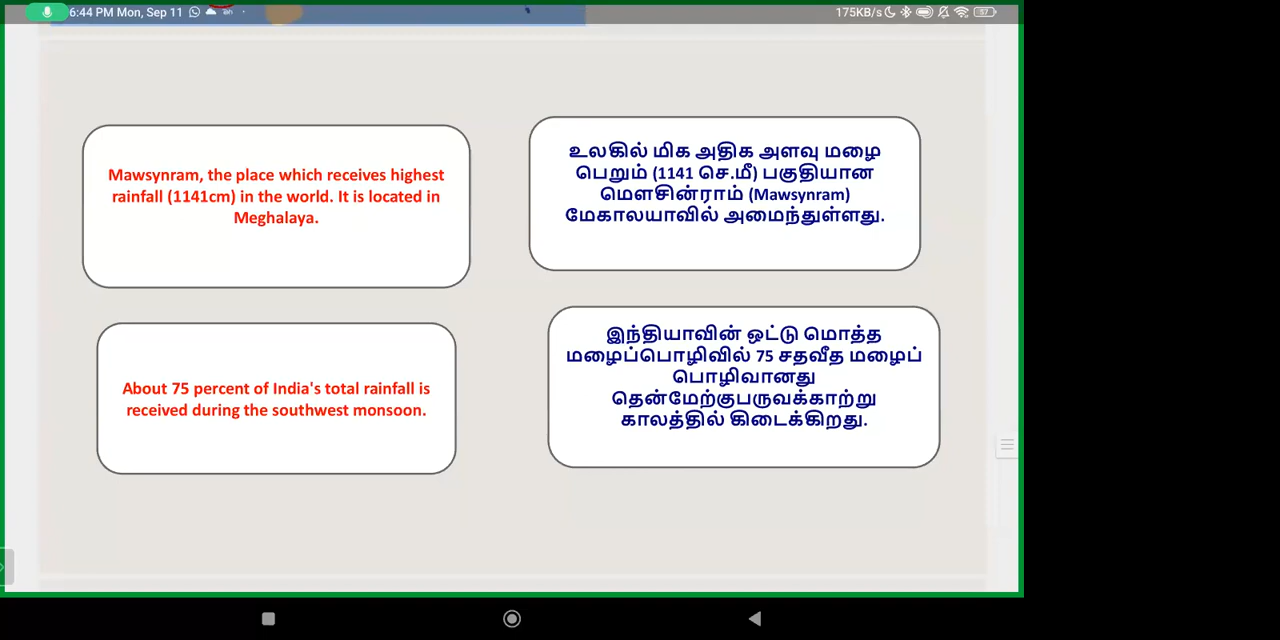 6:44 PM Mon, Sep 11
175KB/s
57
Mawsynram, the place which receives highest
rainfall (1141cm) in the world. It is located in
Meghalaya.
உலகில் மிக அதிக அளவு மழை
பெறும் (1141 செ.மீ) பகுதியான
மௌசின்ராம் (Mawsynram)
மேகாலயாவில் அமைந்துள்ளது.
About 75 percent of India's total rainfall is
received during the southwest monsoon.
இந்தியாவின் ஒட்டு மொத்த
மழைப்பொழிவில் 75 சதவீத மழைப்
பொழிவானது
தென்மேற்குபருவக்காற்று
காலத்தில் கிடைக்கிறது.